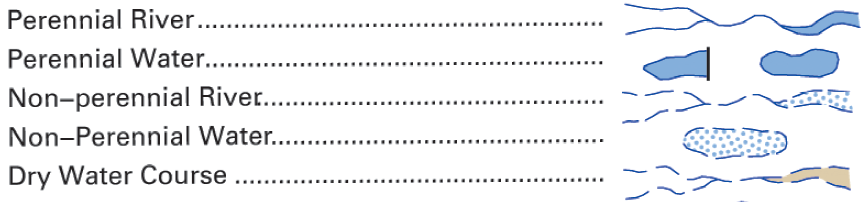 Perennial River..................................................
Perennial Water.................................................
Non–perennial River..........................................
Non–Perennial Water.........................................
Dry Water Course .............................................